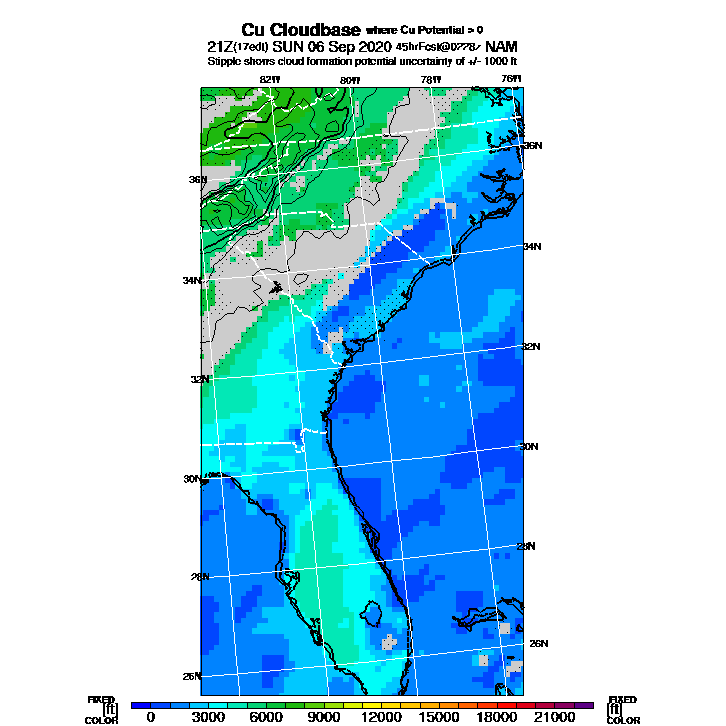 Cu Cloudbase where Cu Potential > 0
21Z(17edt) SUN 06 Sep 2020 45hrFcst@0778z NAM
Stipple shows cloud formation potential uncertainty of +/- 1000 ft
82W 80W 78W 76W
36N 36N
34N 34N
32N 32N
30N 30N
28N 28N
26N 26N
FIXED [ft] COLOR 0 3000 6000 9000 12000 15000 18000 21000 FIXED [ft] COLOR